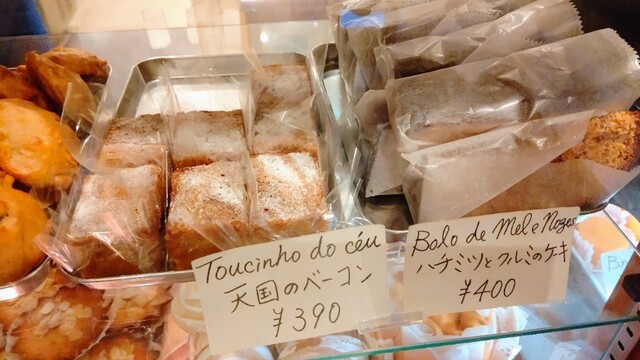 Toucinho do céu
天国のベーコン
¥390
Bolo de Mel e Nozes
ハチミツとクルミのケーキ
¥400